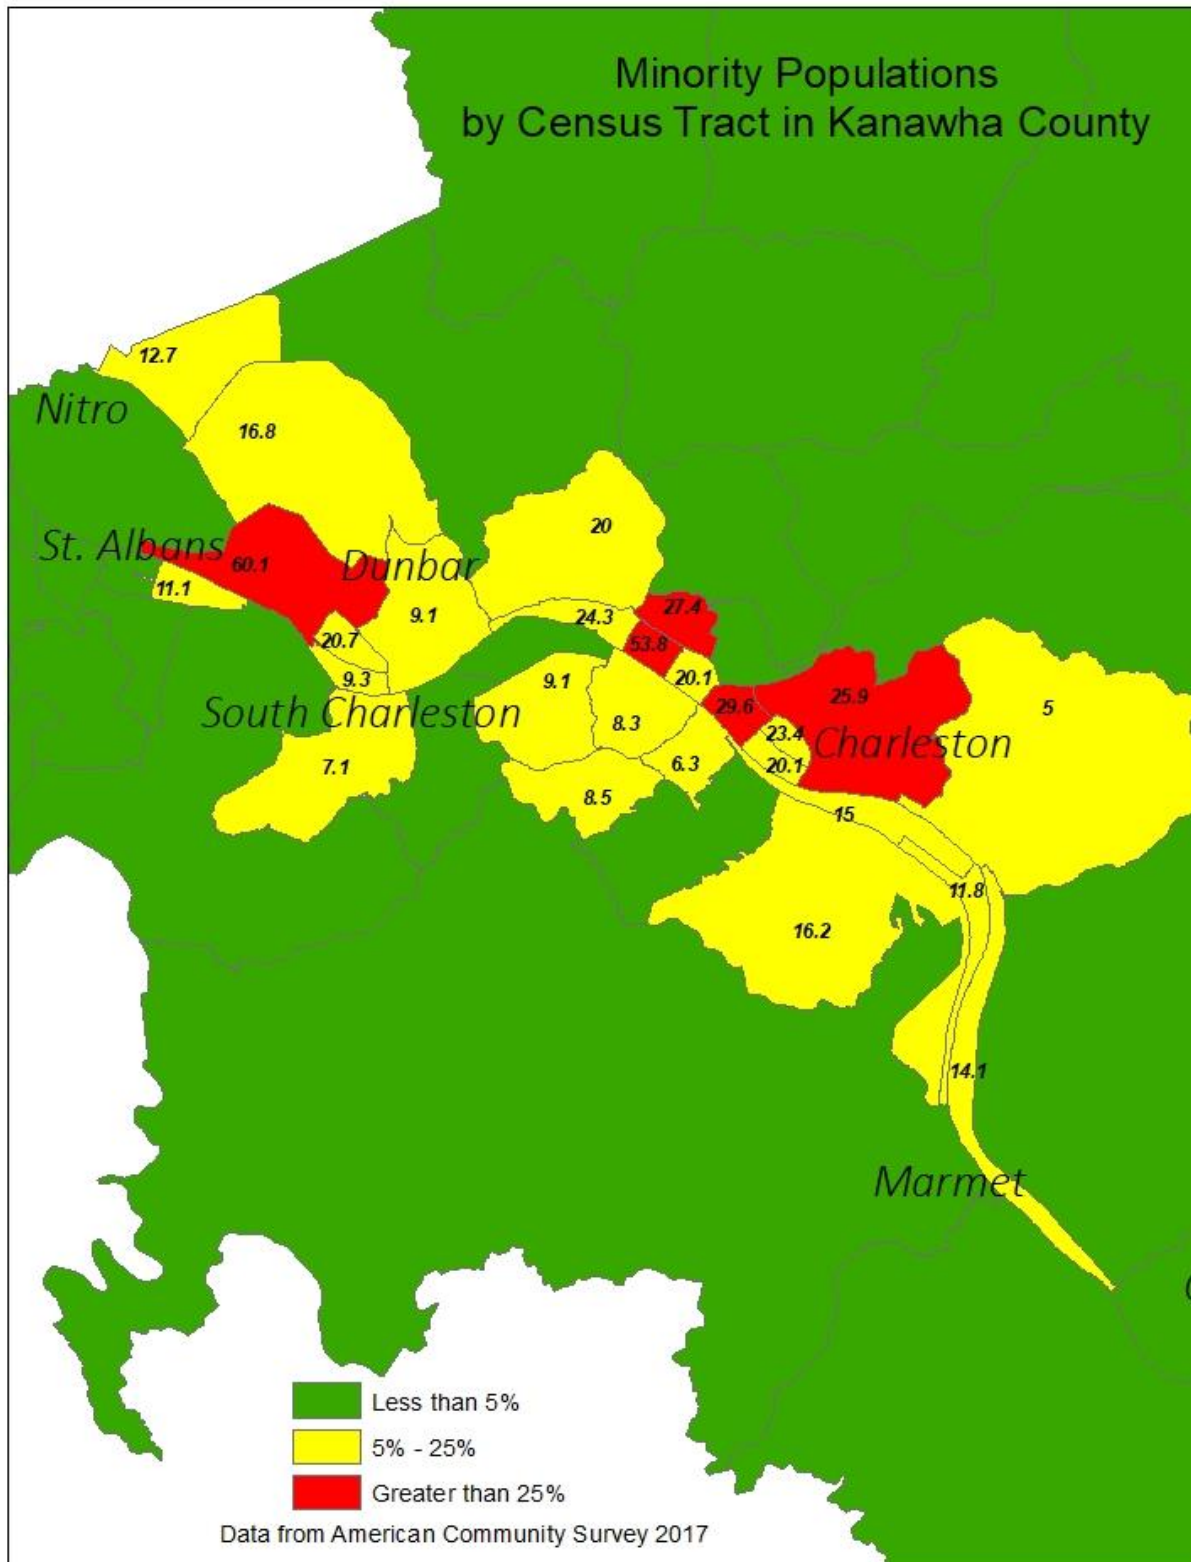 Minority Populations
by Census Tract in Kanawha County
12.7
Nitro
16.8
20
St. Albans
60.1
Dunbar
11.1
9.1
24.3
27.4
20.7
53.8
9.3
9.1
20.1
25.9
5
South Charleston
8.3
29.6
23.4
Charleston
7.1
6.3
20.1
8.5
15
11.8
16.2
14.1
Marmet
Less than 5%
5% - 25%
Greater than 25%
Data from American Community Survey 2017